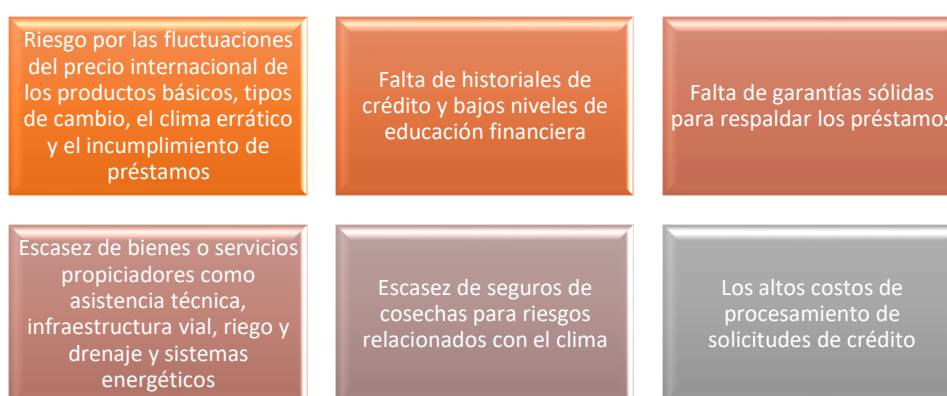 Riesgo por las fluctuaciones
del precio internacional de
los productos básicos, tipos
de cambio, el clima errático
y el incumplimiento de
préstamos
Falta de historiales de
crédito y bajos niveles de
educación financiera
Falta de garantías sólidas
para respaldar los préstamos
Escasez de bienes o servicios
propiciadores como
asistencia técnica,
infraestructura vial, riego y
drenaje y sistemas
energéticos
Escasez de seguros de
cosechas para riesgos
relacionados con el clima
Los altos costos de
procesamiento de
solicitudes de crédito